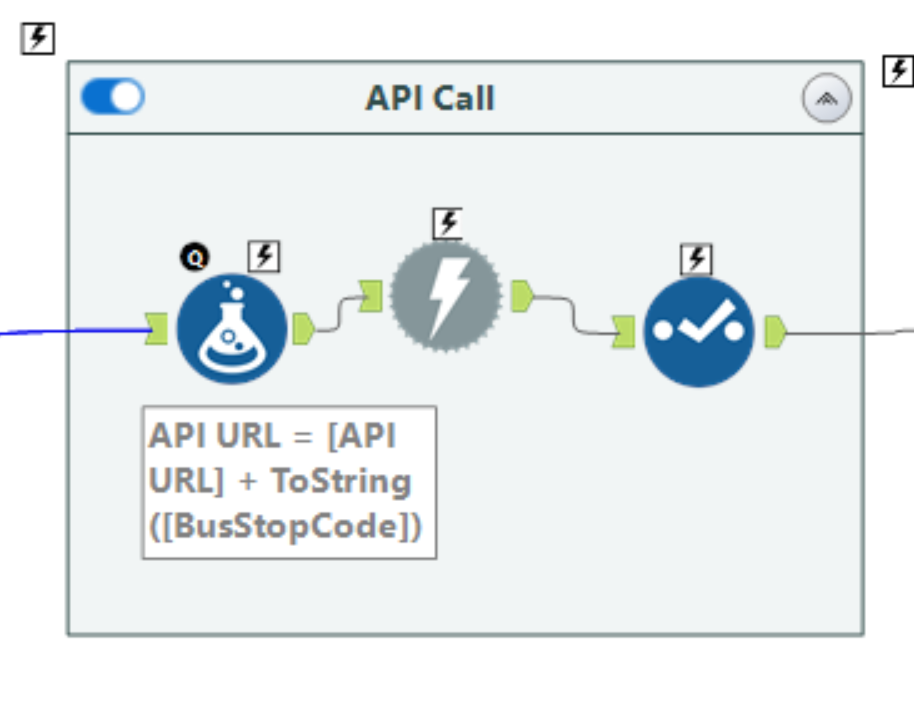 API Call
Q
API URL = [API
URL] + ToString
([BusStopCode])